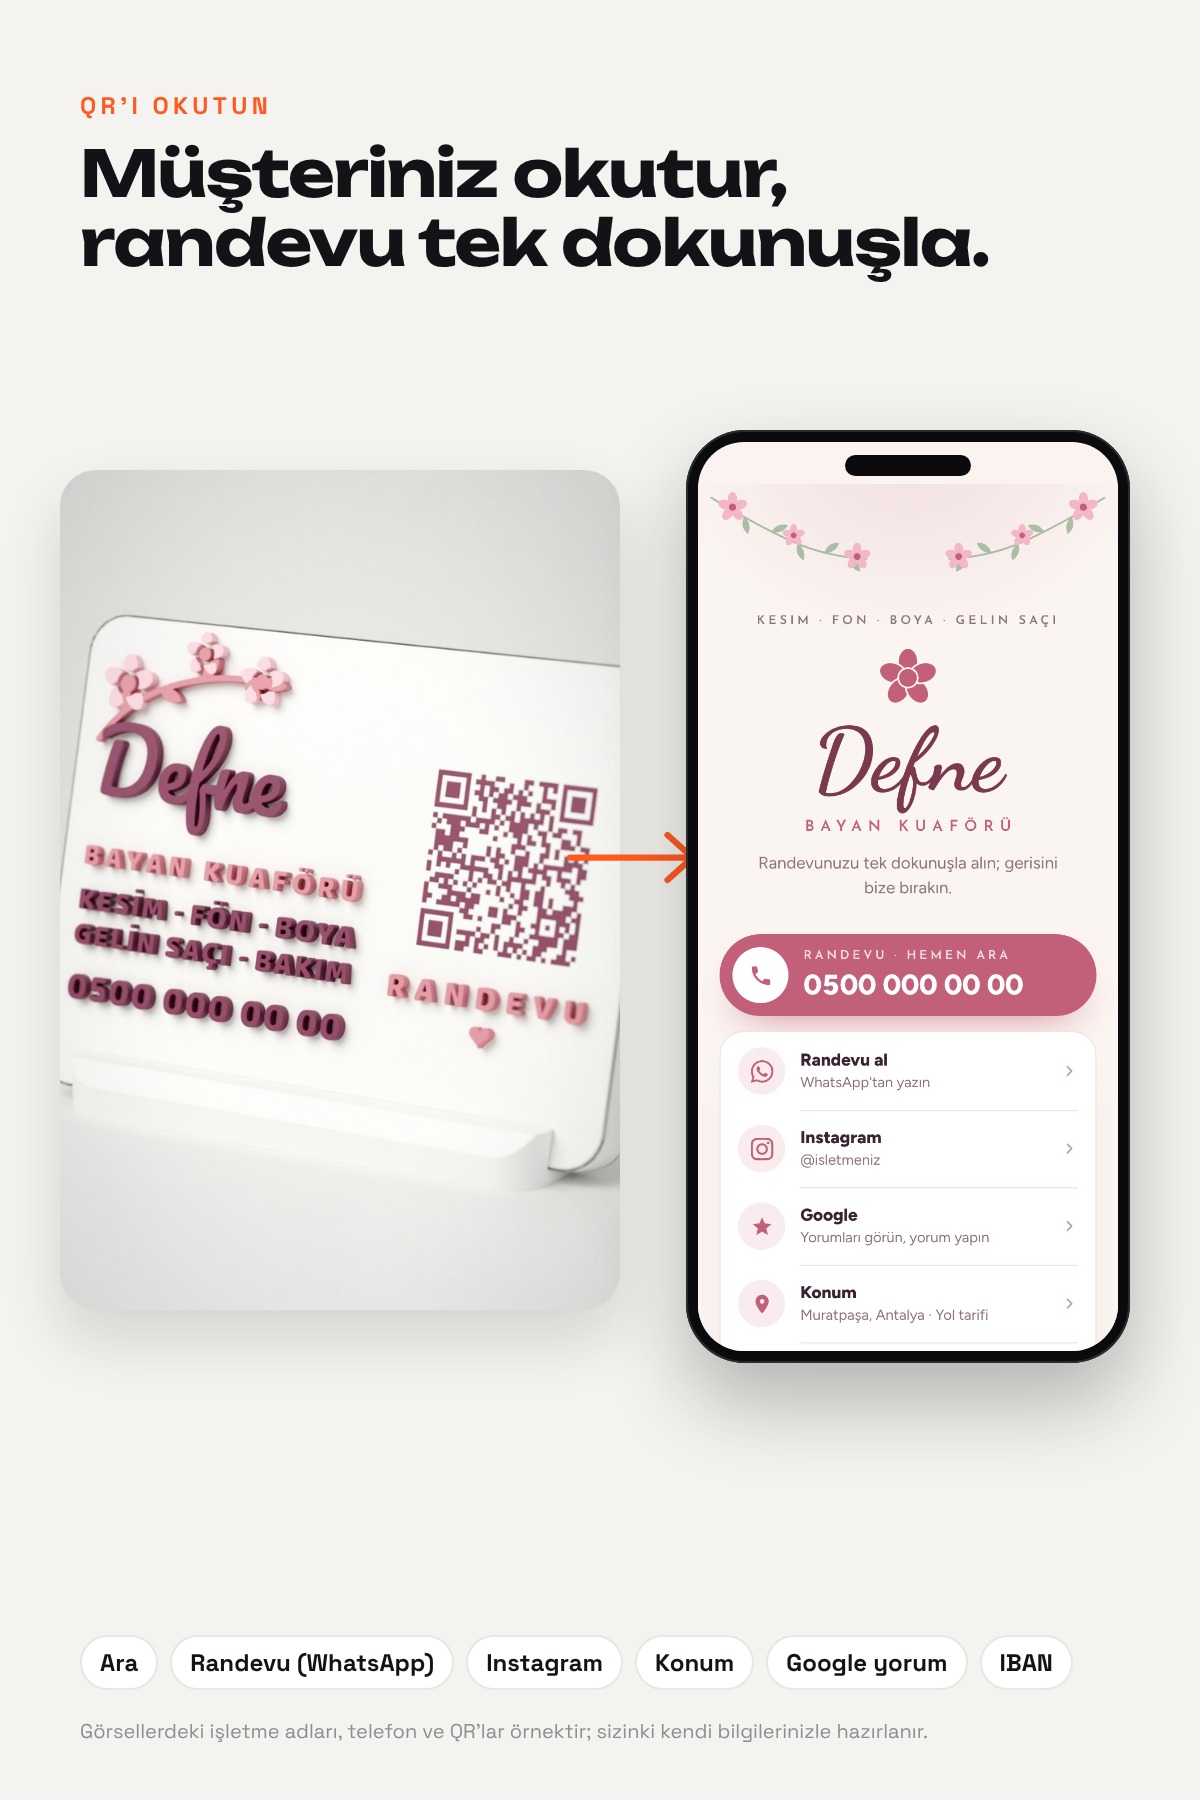 QR'I OKUTUN
Müşteriniz okutur,
randevu tek dokunuşla.
Defne
BAYAN KUAFÖRÜ
KESİM - FÖN - BOYA
GELİN SAÇI - BAKIM
0500 000 00 00
RANDEVU
KESIM · FON · BOYA · GELIN SAÇI
Defne
BAYAN KUAFÖRÜ
Randevunuzu tek dokunuşla alın; gerisini
bize bırakın.
RANDEVU · HEMEN ARA
0500 000 00 00
Randevu al
WhatsApp'tan yazın
Instagram
@isletmeniz
Google
Yorumları görün, yorum yapın
Konum
Muratpaşa, Antalya · Yol tarifi
Ara
Randevu (WhatsApp)
Instagram
Konum
Google yorum
IBAN
Görsellerdeki işletme adları, telefon ve QR'lar örnektir; sizinki kendi bilgilerinizle hazırlanır.